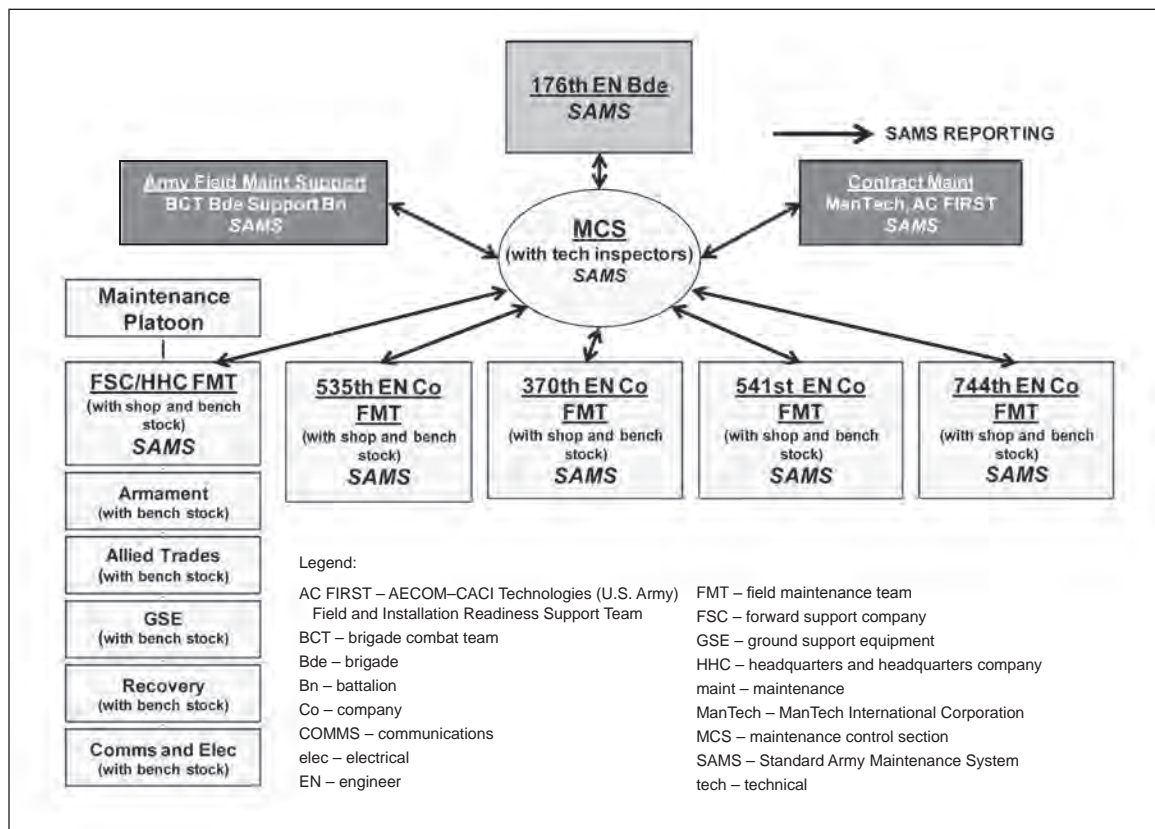 176th EN Bde
SAMS
SAMS REPORTING
Army Field Maint Support
BCT Bde Support Bn
SAMS
Contract Maint
ManTech, AC FIRST
SAMS
MCS
(with tech inspectors)
SAMS
Maintenance
Platoon
FSC/HHC FMT
(with shop and bench
stock)
SAMS
535th EN Co
FMT
(with shop and bench
stock)
SAMS
370th EN Co
FMT
(with shop and bench
stock)
SAMS
541st EN Co
FMT
(with shop and bench
stock)
SAMS
744th EN Co
FMT
(with shop and bench
stock)
SAMS
Armament
(with bench stock)
Allied Trades
(with bench stock)
GSE
(with bench stock)
Recovery
(with bench stock)
Comms and Elec
(with bench stock)
Legend:
AC FIRST – AECOM–CACI Technologies (U.S. Army)
Field and Installation Readiness Support Team
BCT – brigade combat team
Bde – brigade
Bn – battalion
Co – company
COMMS – communications
elec – electrical
EN – engineer
FMT – field maintenance team
FSC – forward support company
GSE – ground support equipment
HHC – headquarters and headquarters company
maint – maintenance
ManTech – ManTech International Corporation
MCS – maintenance control section
SAMS – Standard Army Maintenance System
tech – technical